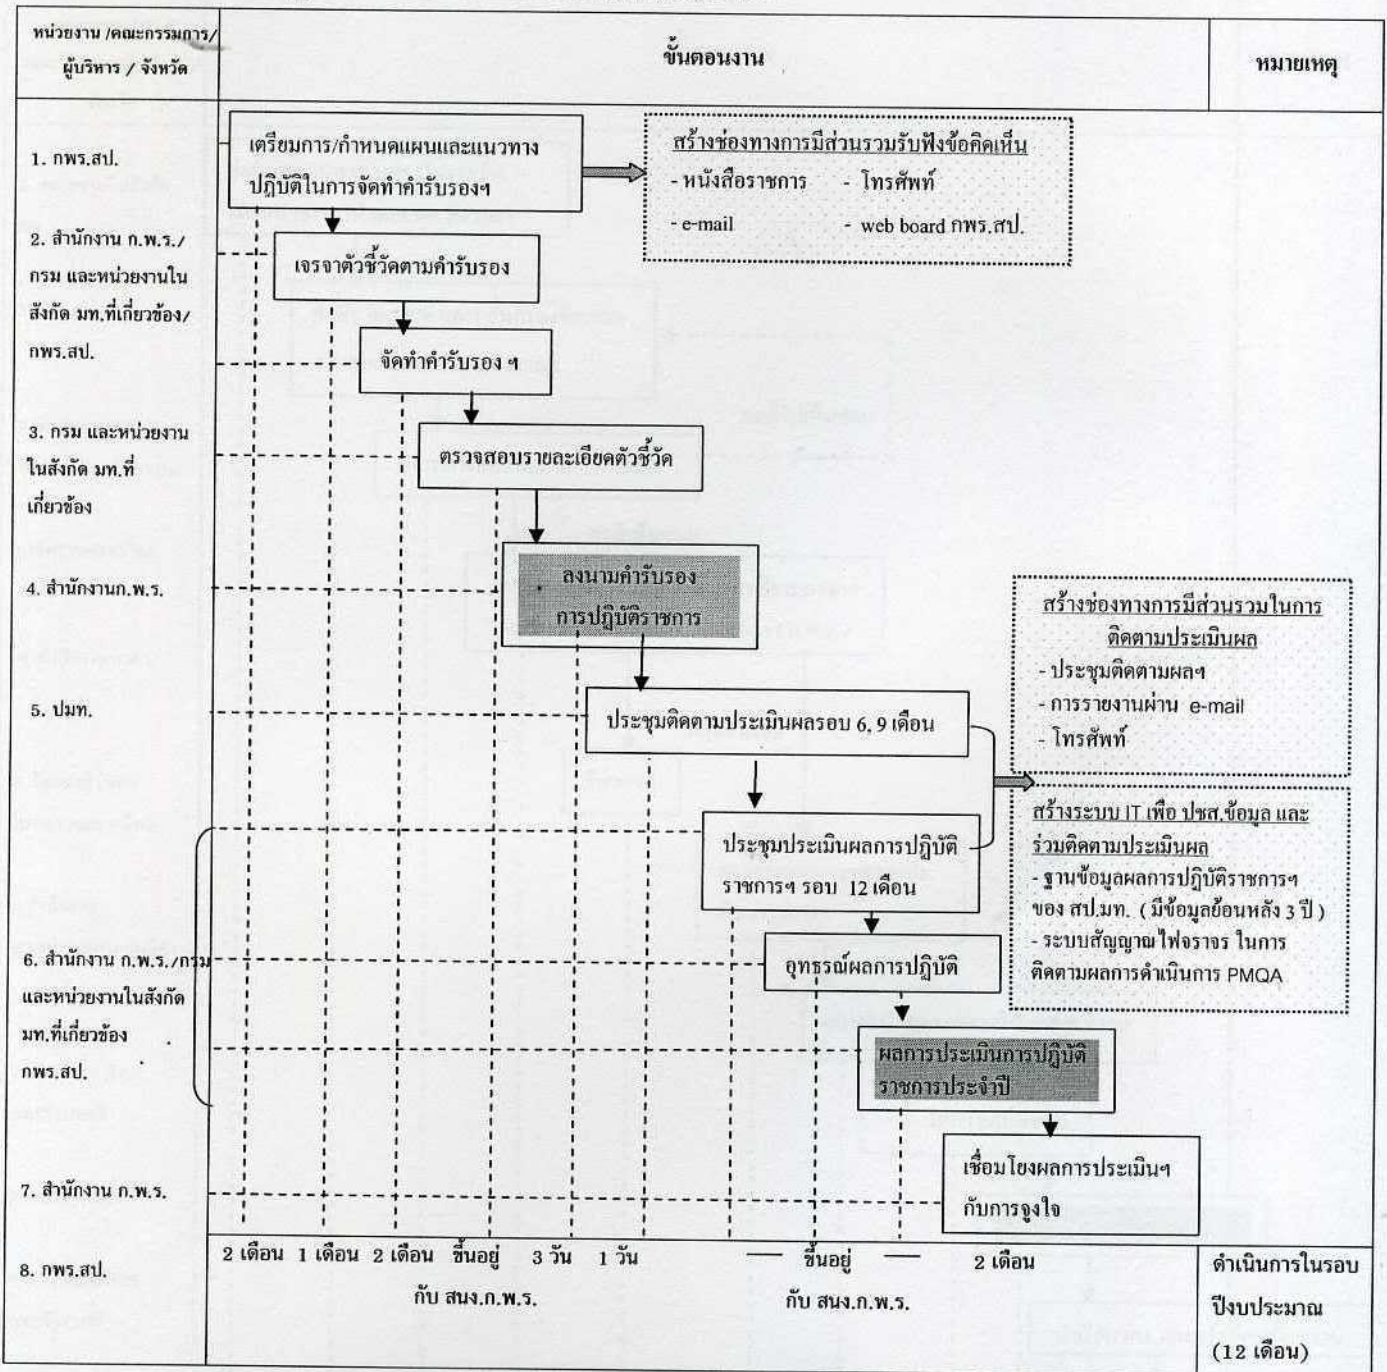 หน่วยงาน /คณะกรรมการ/
ผู้บริหาร / จังหวัด
ขั้นตอนงาน
หมายเหตุ
1. กพร.สป.
เตรียมการ/กำหนดแผนและแนวทาง
ปฏิบัติในการจัดทำคำรับรองฯ
สร้างช่องทางการมีส่วนรวมรับฟังข้อคิดเห็น
- หนังสือราชการ - โทรศัพท์
- e-mail - web board กพร.สป.
2. สำนักงาน ก.พ.ร./
กรม และหน่วยงานใน
สังกัด มท.ที่เกี่ยวข้อง/
กพร.สป.
เจรจาตัวชี้วัดตามคำรับรอง
จัดทำคำรับรอง ฯ
3. กรม และหน่วยงาน
ในสังกัด มท.ที่
เกี่ยวข้อง
ตรวจสอบรายละเอียดตัวชี้วัด
4. สำนักงานก.พ.ร.
ลงนามคำรับรอง
การปฏิบัติราชการ
สร้างช่องทางการมีส่วนรวมในการ
ติดตามประเมินผล
- ประชุมติดตามผลฯ
- การรายงานผ่าน e-mail
- โทรศัพท์
5. ปมท.
ประชุมติดตามประเมินผลรอบ 6, 9 เดือน
ประชุมประเมินผลการปฏิบัติ
ราชการฯ รอบ 12 เดือน
สร้างระบบ IT เพื่อ ปชส.ข้อมูล และ
ร่วมติดตามประเมินผล
- ฐานข้อมูลผลการปฏิบัติราชการฯ
ของ สป.มท. ( มีข้อมูลย้อนหลัง 3 ปี )
- ระบบสัญญาณไฟจราจร ในการ
ติดตามผลการดำเนินการ PMQA
6. สำนักงาน ก.พ.ร./กรม
และหน่วยงานในสังกัด
มท.ที่เกี่ยวข้อง
กพร.สป.
อุทธรณ์ผลการปฏิบัติ
ผลการประเมินการปฏิบัติ
ราชการประจำปี
7. สำนักงาน ก.พ.ร.
เชื่อมโยงผลการประเมินฯ
กับการจูงใจ
8. กพร.สป.
2 เดือน 1 เดือน 2 เดือน ขึ้นอยู่ 3 วัน 1 วัน — ขึ้นอยู่ — 2 เดือน
กับ สนง.ก.พ.ร. กับ สนง.ก.พ.ร.
ดำเนินการในรอบ
ปีงบประมาณ
(12 เดือน)